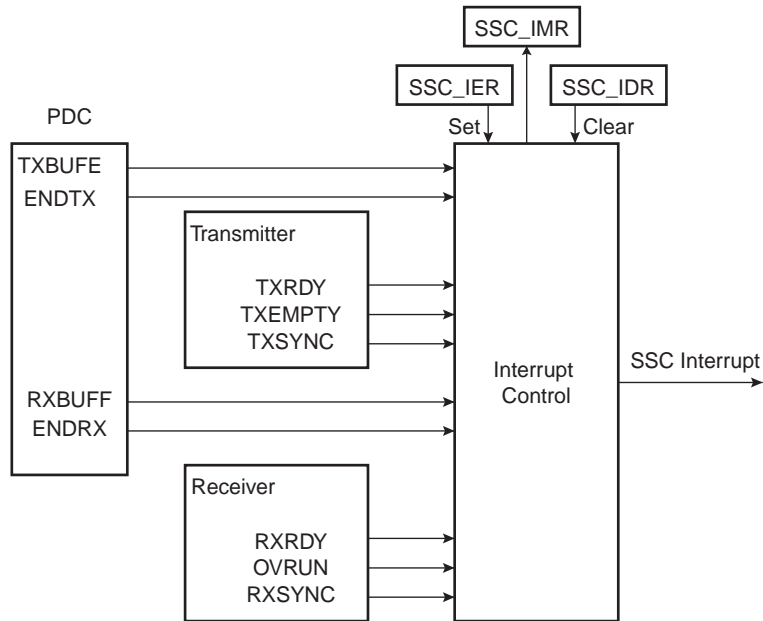 SSC_IMR
SSC_IER
SSC_IDR
Set
Clear
PDC
TXBUFE
ENDTX
Transmitter
TXRDY
TXEMPTY
TXSYNC
RXBUFF
ENDRX
Receiver
RXRDY
OVRUN
RXSYNC
Interrupt
Control
SSC Interrupt